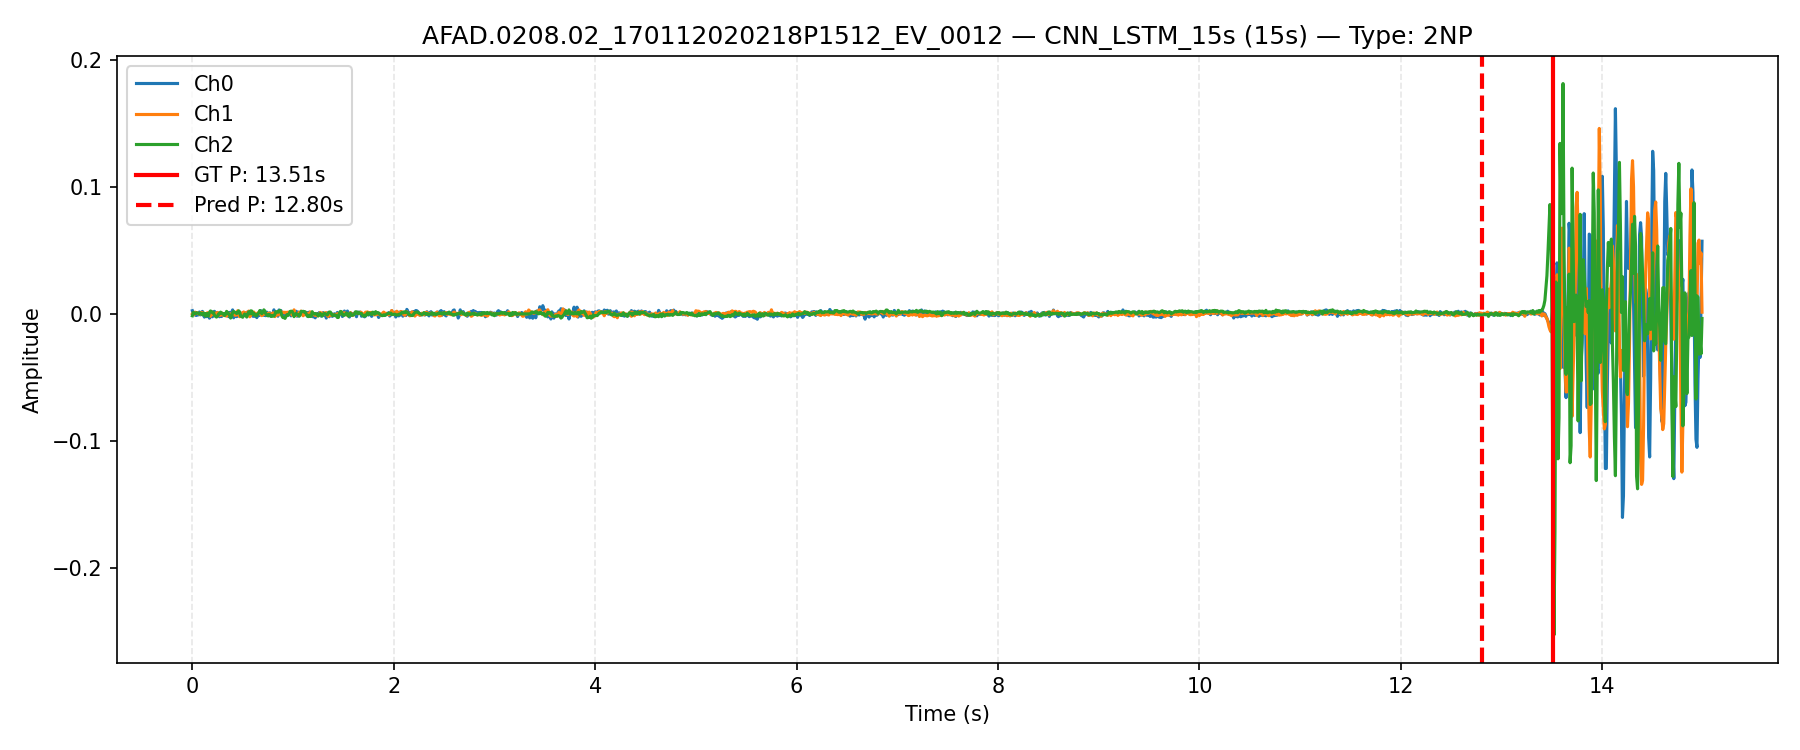 AFAD.0208.02_170112020218P1512_EV_0012 — CNN_LSTM_15s (15s) — Type: 2NP
Ch0
Ch1
Ch2
GT P: 13.51s
Pred P: 12.80s
Amplitude
0.2
0.1
0.0
−0.1
−0.2
0 2 4 6 8 10 12 14
Time (s)